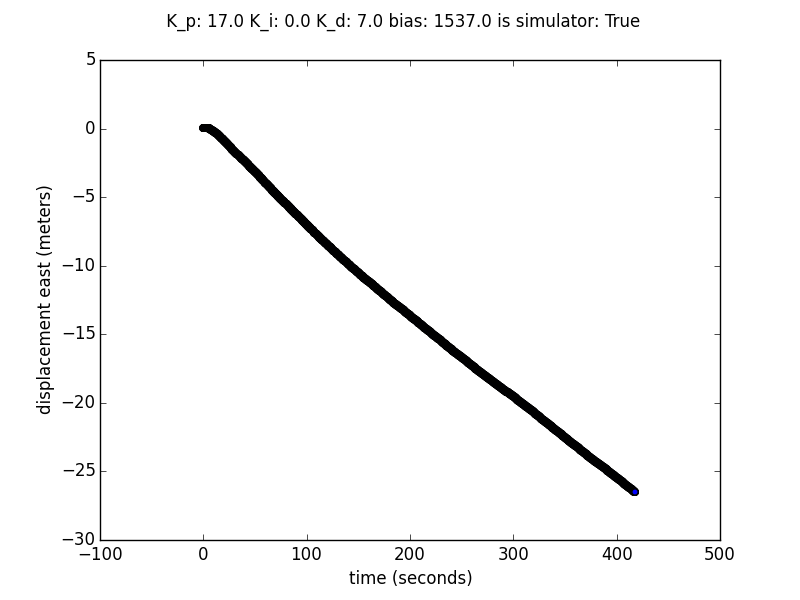 K_p: 17.0 K_i: 0.0 K_d: 7.0 bias: 1537.0 is simulator: True
5
0
−5
−10
−15
−20
−25
−30
displacement east (meters)
−100 0 100 200 300 400 500
time (seconds)